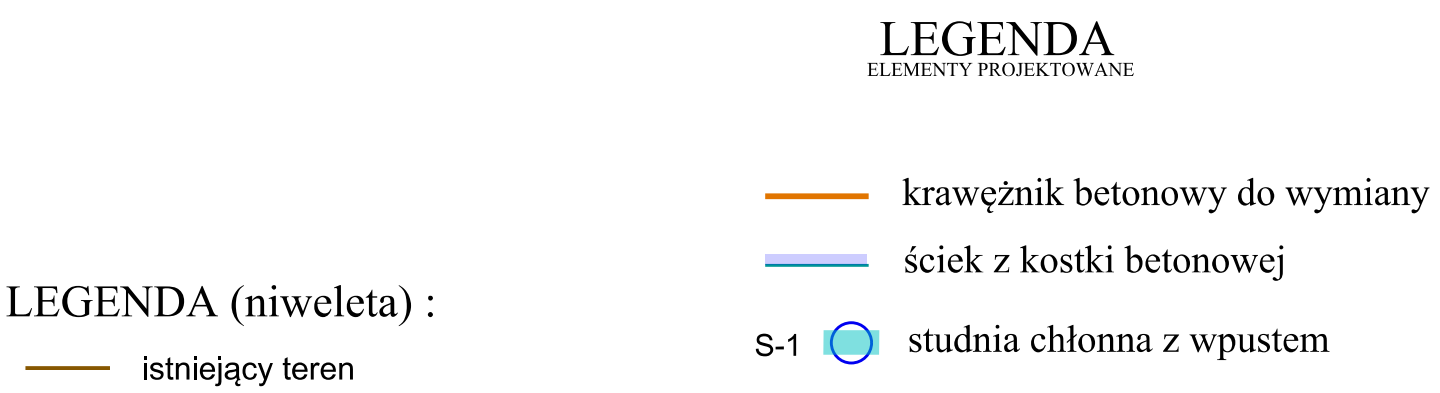 LEGENDA
ELEMENTY PROJEKTOWANE
krawężnik betonowy do wymiany
ściek z kostki betonowej
S-1 studnia chłonna z wpustem
LEGENDA (niweleta) :
istniejący teren